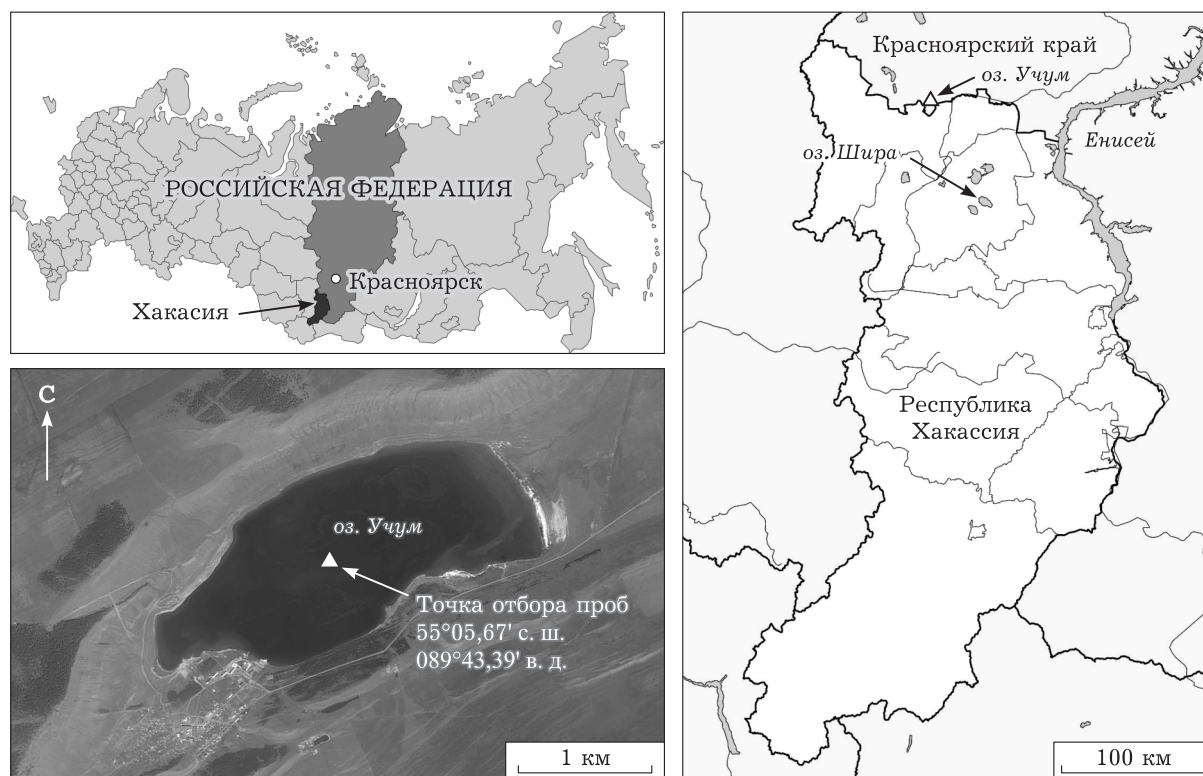 РОССИЙСКАЯ ФЕДЕРАЦИЯ
Красноярск
Хакасия
С
оз. Учум
Точка отбора проб
55°05,67' с. ш.
089°43,39' в. д.
1 км
Красноярский край
оз. Учум
Енисей
оз. Шира
Республика
Хакассия
100 км